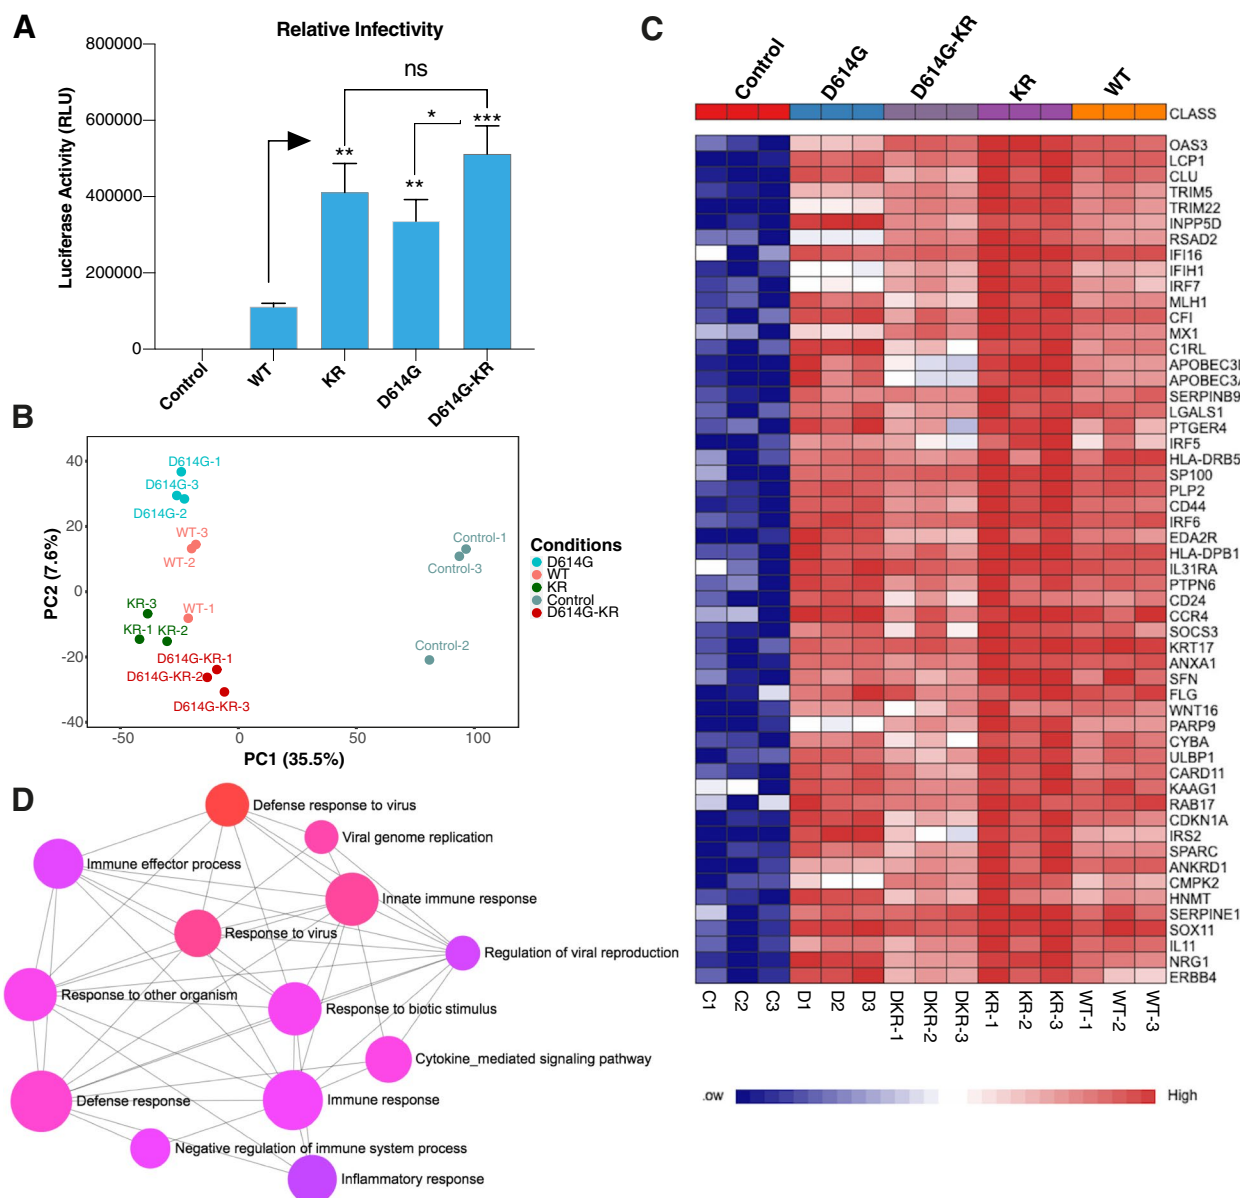 A
Relative Infectivity
Luciferase Activity (RLU)
800000
600000
400000
200000
0
ns
*
***
**
**
Control
WT
KR
D614G
D614G-KR
B
PC2 (7.6%)
40
20
0
-20
-40
D614G-1
D614G-3
D614G-2
WT-3
WT-2
WT-1
KR-3
KR-1
KR-2
D614G-KR-1
D614G-KR-2
D614G-KR-3
Control-1
Control-3
Control-2
-50
0
50
100
PC1 (35.5%)
Conditions
D614G
WT
KR
Control
D614G-KR
C
Control
D614G
D614G-KR
KR
WT
CLASS
OAS3
LCP1
CLU
TRIM5
TRIM22
INPP5D
RSAD2
IFI16
IFIH1
IRF7
MLH1
CFI
MX1
C1RL
APOBEC3
APOBEC3
SERPINB9
LGALS1
PTGER4
IRF5
HLA-DRB5
SP100
PLP2
CD44
IRF6
EDA2R
HLA-DPB1
IL31RA
PTPN6
CD24
CCR4
SOCS3
KRT17
ANXA1
SFN
FLG
WNT16
PARP9
CYBA
ULBP1
CARD11
KAAG1
RAB17
CDKN1A
IRS2
SPARC
ANKRD1
CMPK2
HNMT
SERPINE1
SOX11
IL11
NRG1
ERBB4
C1
C2
C3
D1
D2
D3
DKR-1
DKR-2
DKR-3
KR-1
KR-2
KR-3
WT-1
WT-2
WT-3
.ow
High
D
Defense response to virus
Viral genome replication
Immune effector process
Innate immune response
Response to virus
Regulation of viral reproduction
Response to other organism
Response to biotic stimulus
Cytokine_mediated signaling pathway
Defense response
Immune response
Negative regulation of immune system process
Inflammatory response